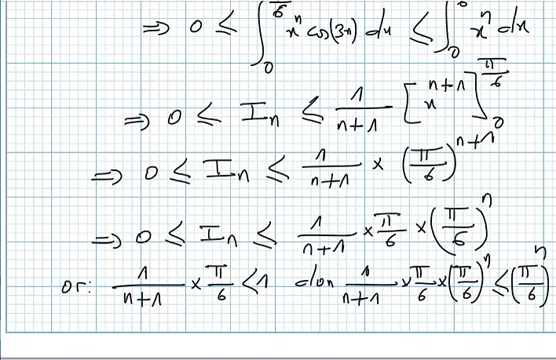 ⇒ 0 ≤ ∫₀^(π/6) xⁿ cos(3x) dx ≤ ∫₀ xⁿ dx
⇒ 0 ≤ Iₙ ≤ 1/(n+1) [x^(n+1)]₀^(π/6)
⇒ 0 ≤ Iₙ ≤ 1/(n+1) × (π/6)^(n+1)
⇒ 0 ≤ Iₙ ≤ 1/(n+1) × π/6 × (π/6)ⁿ
or: 1/(n+1) × π/6 < 1 don 1/(n+1) × π/6 × (π/6)ⁿ ≤ (π/6)ⁿ